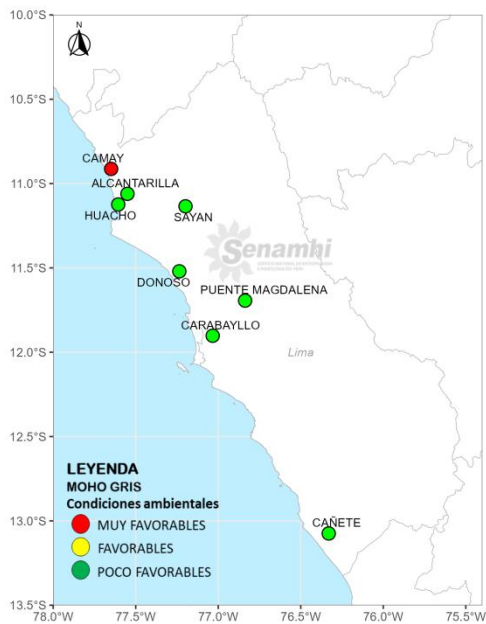 10.0°S
N
10.5°S
CAMAY
11.0°S
ALCANTARILLA
HUACHO
SAYAN
Senamhi
11.5°S
DONOSO
PUENTE MAGDALENA
CARABAYLLO
12.0°S
Lima
12.5°S
LEYENDA
MOHO GRIS
Condiciones ambientales
MUY FAVORABLES
FAVORABLES
POCO FAVORABLES
CAÑETE
13.0°S
13.5°S
78.0°W 77.5°W 77.0°W 76.5°W 76.0°W 75.5°W